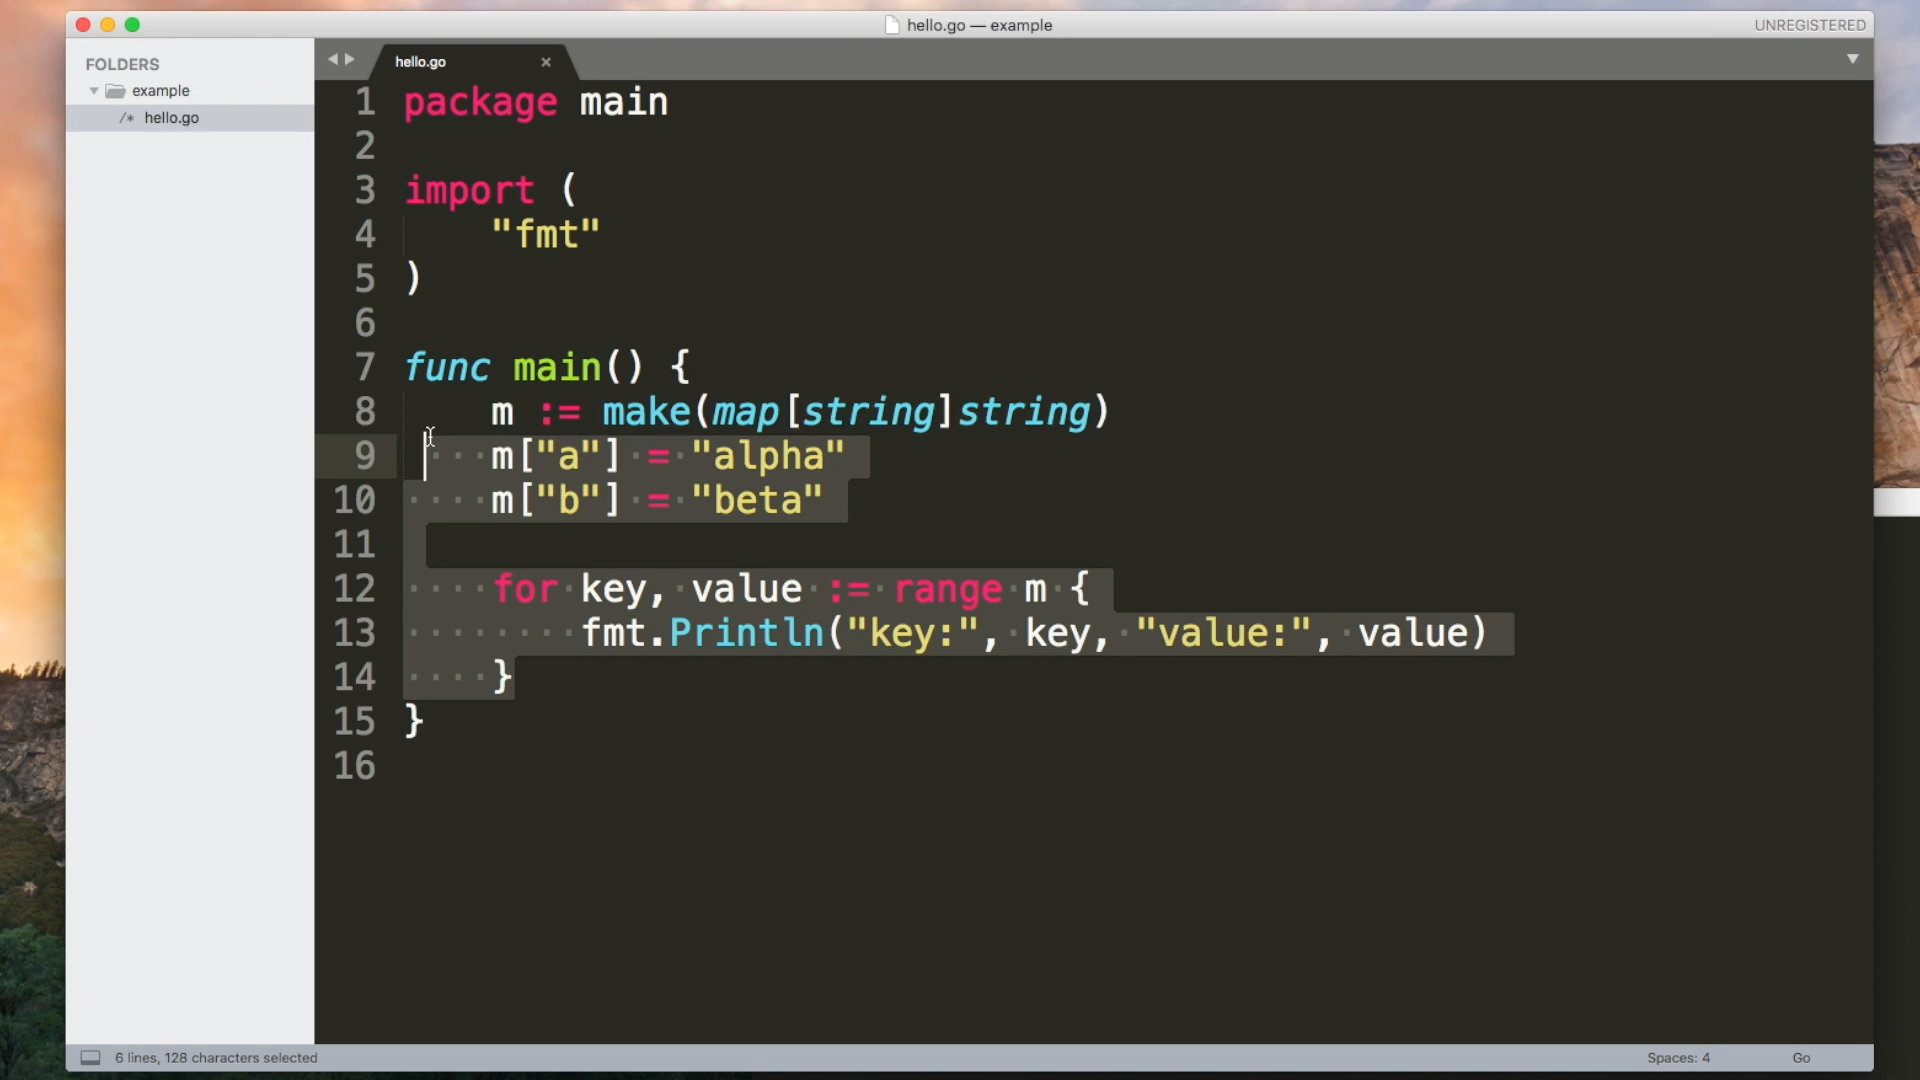 hello.go — example
UNREGISTERED
FOLDERS
example
/* hello.go
hello.go
1 package main
2
3 import (
4     "fmt"
5 )
6
7 func main() {
8     m := make(map[string]string)
9     m["a"] = "alpha"
10     m["b"] = "beta"
11
12     for key, value := range m {
13         fmt.Println("key:", key, "value:", value)
14     }
15 }
16
6 lines, 128 characters selected
Spaces: 4
Go